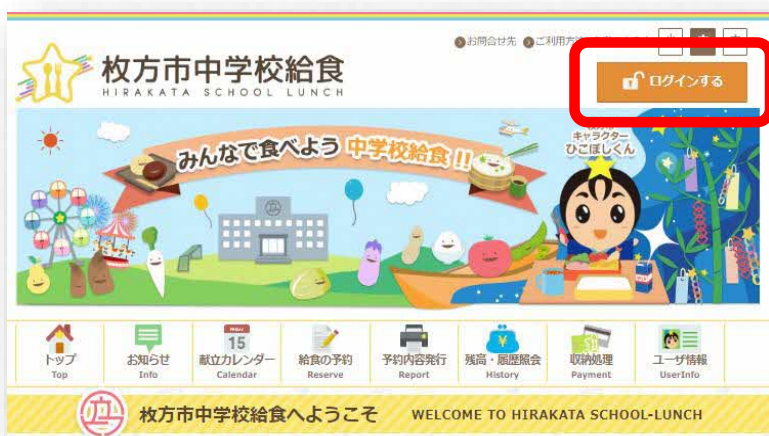 お問合せ先 ご利用方
枚方市中学校給食
HIRAKATA SCHOOL LUNCH
ログインする
みんなで食べよう 中学校給食!!
キャラクター
ひこぼしくん
15
トップ お知らせ 献立カレンダー 給食の予約 予約内容発行 残高・履歴照会 収納処理 ユーザ情報
Top Info Calendar Reserve Report History Payment UserInfo
枚方市中学校給食へようこそ WELCOME TO HIRAKATA SCHOOL-LUNCH